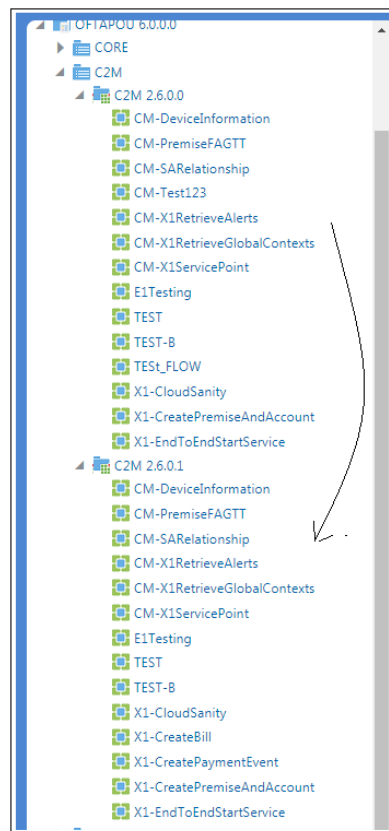 OFTAPOU 6.0.0.0
CORE
C2M
C2M 2.6.0.0
CM-DeviceInformation
CM-PremiseFAGTT
CM-SARelationship
CM-Test123
CM-X1RetrieveAlerts
CM-X1RetrieveGlobalContexts
CM-X1ServicePoint
E1Testing
TEST
TEST-B
TESt_FLOW
X1-CloudSanity
X1-CreatePremiseAndAccount
X1-EndToEndStartService
C2M 2.6.0.1
CM-DeviceInformation
CM-PremiseFAGTT
CM-SARelationship
CM-X1RetrieveAlerts
CM-X1RetrieveGlobalContexts
CM-X1ServicePoint
E1Testing
TEST
TEST-B
X1-CloudSanity
X1-CreateBill
X1-CreatePaymentEvent
X1-CreatePremiseAndAccount
X1-EndToEndStartService